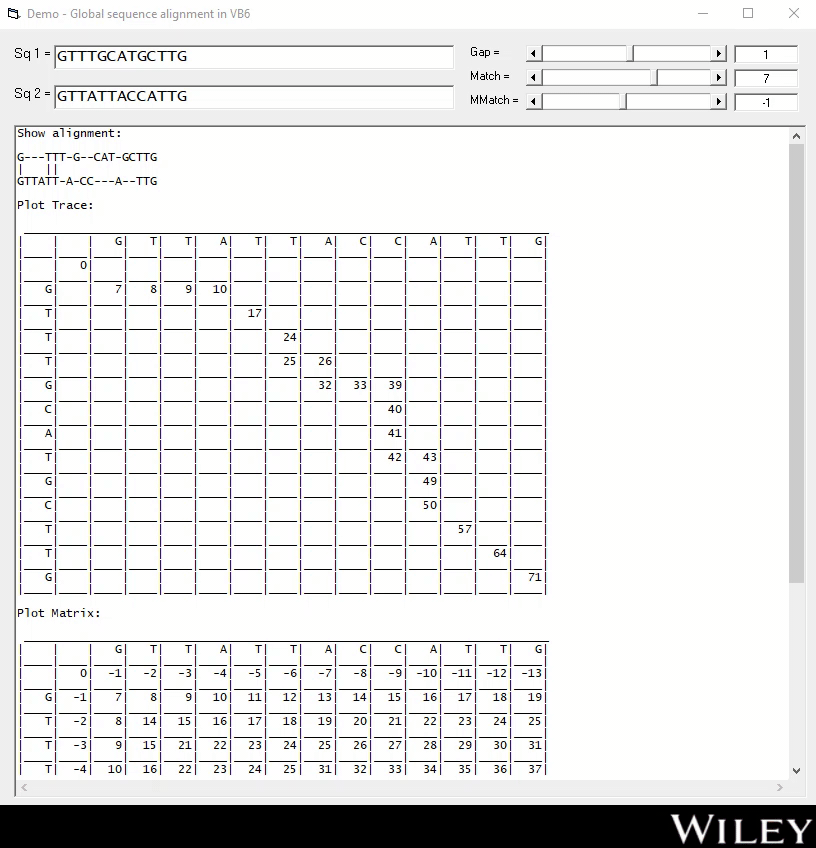 Demo - Global sequence alignment in VB6
Sq 1 = GTTTGCATGCTTG
Sq 2 = GTTATTACCATTG
Gap = 1
Match = 7
MMatch = -1
Show alignment:
G---TTT-G--CAT-GCTTG
|   ||
GTTATT-A-CC---A--TTG
Plot Trace:
| | | G| T| T| A| T| T| A| C| C| A| T| T| G|
| | 0| | | | | | | | | | | | | |
| G| | 7| 8| 9| 10| | | | | | | | | |
| T| | | | | | 17| | | | | | | | |
| T| | | | | | | 24| | | | | | | |
| T| | | | | | | 25| 26| | | | | | |
| G| | | | | | | | 32| 33| 39| | | | |
| C| | | | | | | | | | 40| | | | |
| A| | | | | | | | | | 41| | | | |
| T| | | | | | | | | | 42| 43| | | |
| G| | | | | | | | | | | 49| | | |
| C| | | | | | | | | | | 50| | | |
| T| | | | | | | | | | | | 57| | |
| T| | | | | | | | | | | | | 64| |
| G| | | | | | | | | | | | | | 71|
Plot Matrix:
| | | G| T| T| A| T| T| A| C| C| A| T| T| G|
| | 0| -1| -2| -3| -4| -5| -6| -7| -8| -9| -10| -11| -12| -13|
| G| -1| 7| 8| 9| 10| 11| 12| 13| 14| 15| 16| 17| 18| 19|
| T| -2| 8| 14| 15| 16| 17| 18| 19| 20| 21| 22| 23| 24| 25|
| T| -3| 9| 15| 21| 22| 23| 24| 25| 26| 27| 28| 29| 30| 31|
| T| -4| 10| 16| 22| 23| 24| 25| 31| 32| 33| 34| 35| 36| 37|
WILEY